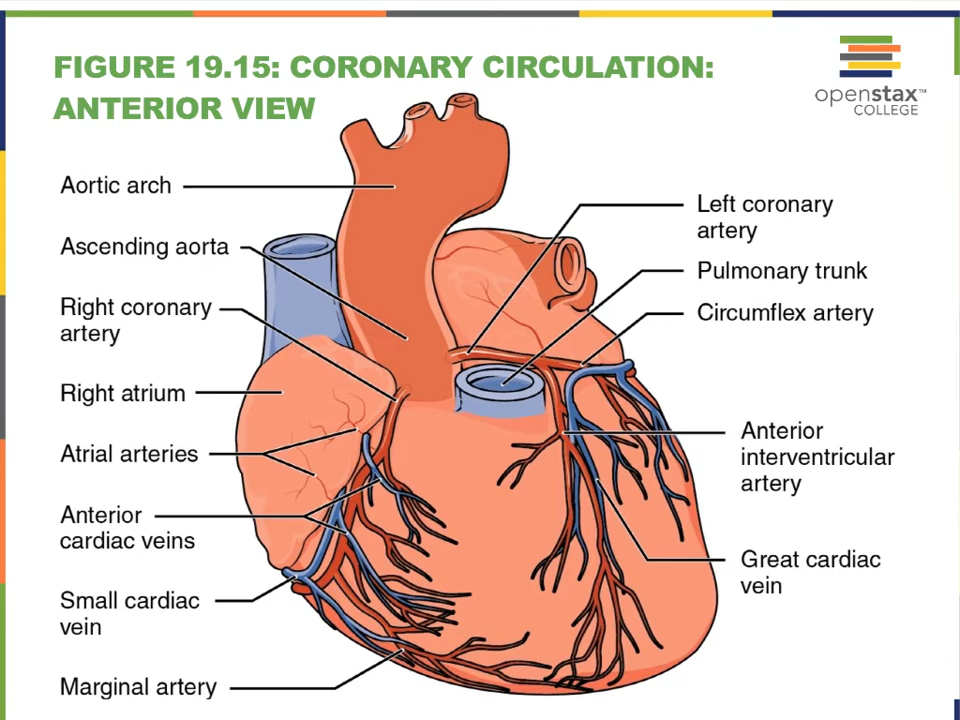 FIGURE 19.15: CORONARY CIRCULATION:
ANTERIOR VIEW
openstax™
COLLEGE
Aortic arch
Ascending aorta
Right coronary
artery
Right atrium
Atrial arteries
Anterior
cardiac veins
Small cardiac
vein
Marginal artery
Left coronary
artery
Pulmonary trunk
Circumflex artery
Anterior
interventricular
artery
Great cardiac
vein